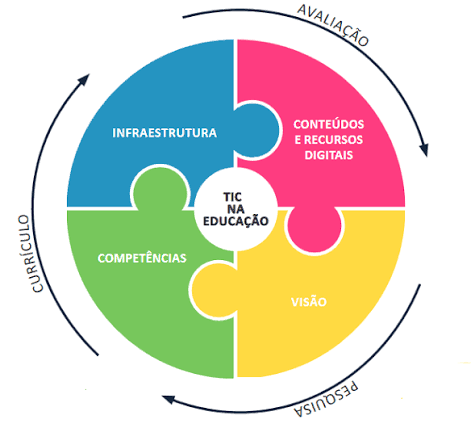 AVALIAÇÃO
INFRAESTRUTURA
CONTEÚDOS
E RECURSOS
DIGITAIS
TIC
NA
EDUCAÇÃO
CURRÍCULO
COMPETÊNCIAS
VISÃO
PESQUISA